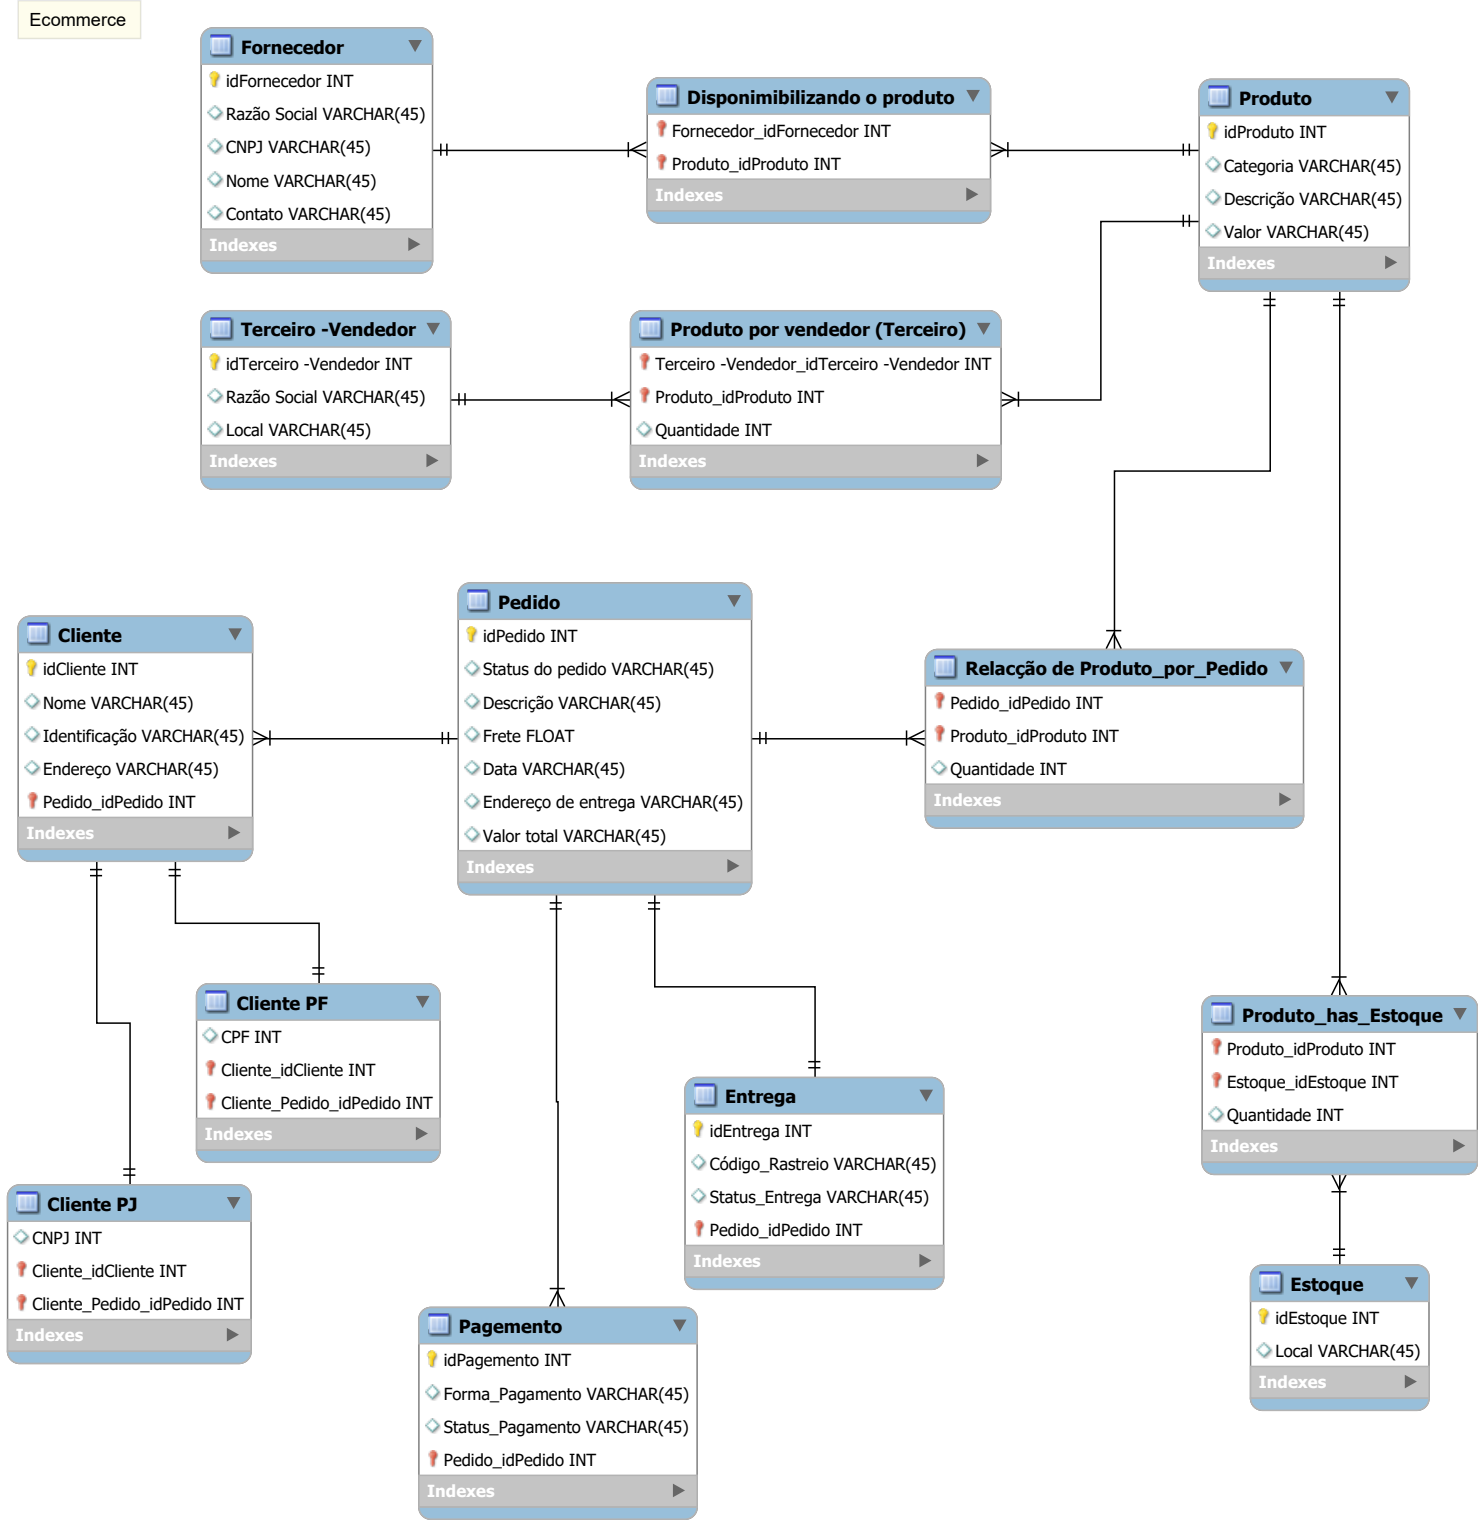 Ecommerce
Fornecedor
idFornecedor INT
Razão Social VARCHAR(45)
CNPJ VARCHAR(45)
Nome VARCHAR(45)
Contato VARCHAR(45)
Indexes
Disponimibilizando o produto
Fornecedor_idFornecedor INT
Produto_idProduto INT
Indexes
Produto
idProduto INT
Categoria VARCHAR(45)
Descrição VARCHAR(45)
Valor VARCHAR(45)
Indexes
Terceiro -Vendedor
idTerceiro -Vendedor INT
Razão Social VARCHAR(45)
Local VARCHAR(45)
Indexes
Produto por vendedor (Terceiro)
Terceiro -Vendedor_idTerceiro -Vendedor INT
Produto_idProduto INT
Quantidade INT
Indexes
Cliente
idCliente INT
Nome VARCHAR(45)
Identificação VARCHAR(45)
Endereço VARCHAR(45)
Pedido_idPedido INT
Indexes
Pedido
idPedido INT
Status do pedido VARCHAR(45)
Descrição VARCHAR(45)
Frete FLOAT
Data VARCHAR(45)
Endereço de entrega VARCHAR(45)
Valor total VARCHAR(45)
Indexes
Relacção de Produto_por_Pedido
Pedido_idPedido INT
Produto_idProduto INT
Quantidade INT
Indexes
Cliente PF
CPF INT
Cliente_idCliente INT
Cliente_Pedido_idPedido INT
Indexes
Produto_has_Estoque
Produto_idProduto INT
Estoque_idEstoque INT
Quantidade INT
Indexes
Entrega
idEntrega INT
Código_Rastreio VARCHAR(45)
Status_Entrega VARCHAR(45)
Pedido_idPedido INT
Indexes
Cliente PJ
CNPJ INT
Cliente_idCliente INT
Cliente_Pedido_idPedido INT
Indexes
Estoque
idEstoque INT
Local VARCHAR(45)
Indexes
Pagemento
idPagemento INT
Forma_Pagamento VARCHAR(45)
Status_Pagamento VARCHAR(45)
Pedido_idPedido INT
Indexes